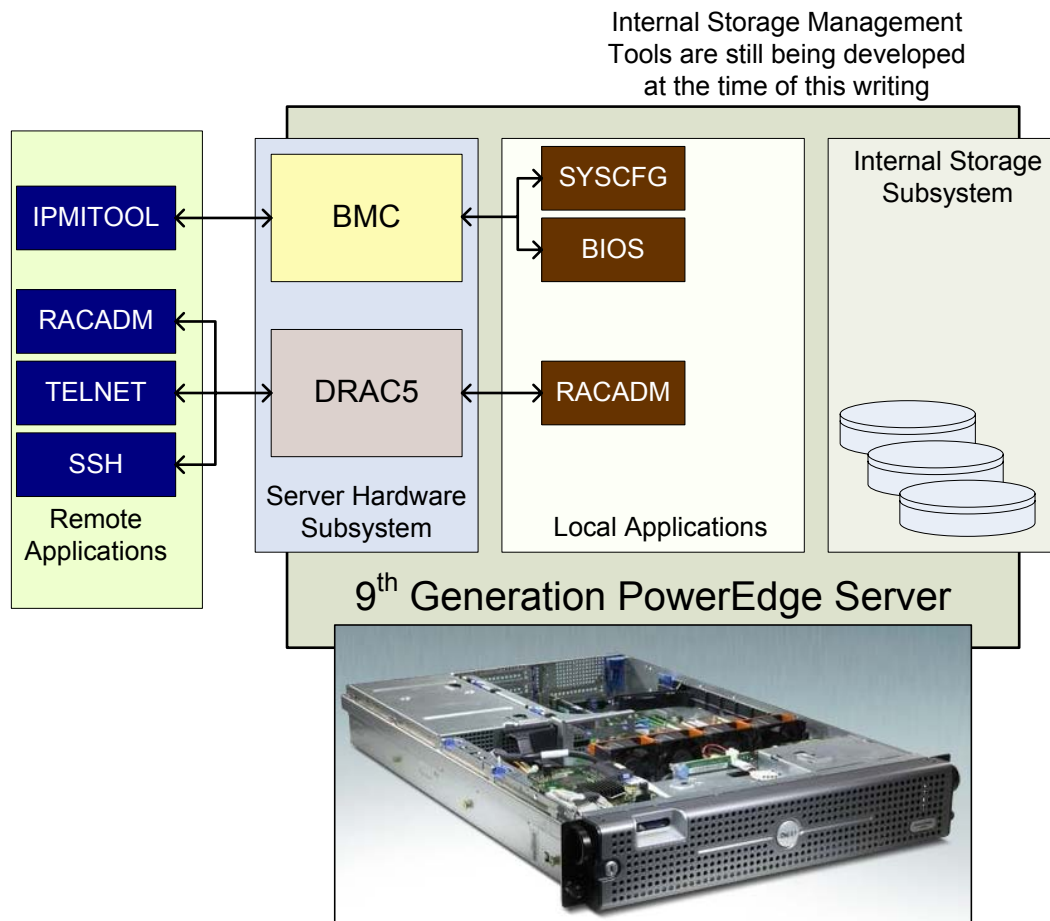 Internal Storage Management
Tools are still being developed
at the time of this writing
IPMITOOL
RACADM
TELNET
SSH
Remote
Applications
BMC
DRAC5
Server Hardware
Subsystem
SYSCFG
BIOS
RACADM
Local Applications
Internal Storage
Subsystem
9th Generation PowerEdge Server
DELL